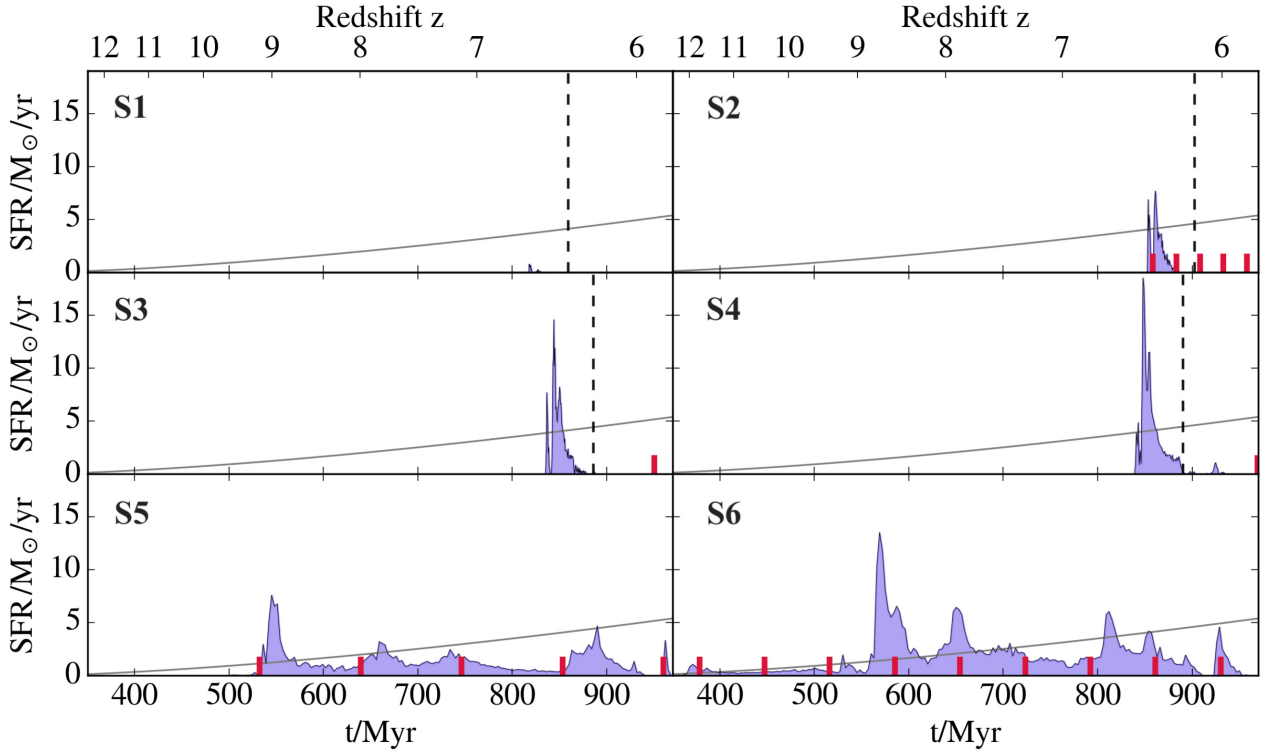 Redshift z Redshift z
12 11 10 9 8 7 6 12 11 10 9 8 7 6
S1 S2
SFR/M⊙/yr
15
10
5
0
S3 S4
SFR/M⊙/yr
15
10
5
0
S5 S6
SFR/M⊙/yr
15
10
5
0
400 500 600 700 800 900 400 500 600 700 800 900
t/Myr t/Myr